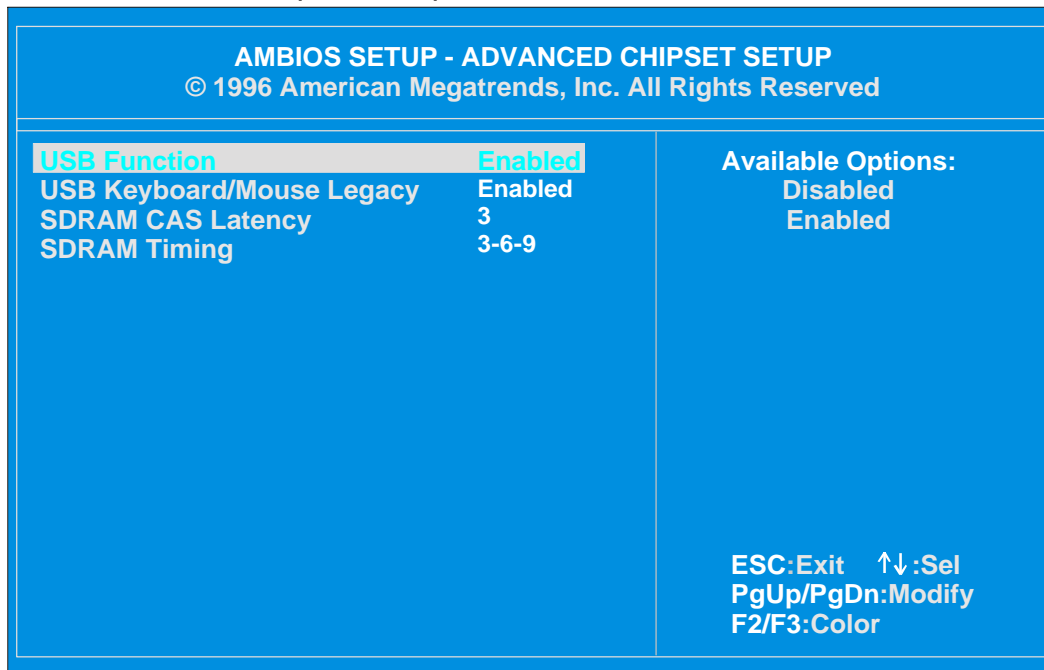 AMBIOS SETUP - ADVANCED CHIPSET SETUP
© 1996 American Megatrends, Inc. All Rights Reserved
USB Function Enabled
USB Keyboard/Mouse Legacy Enabled
SDRAM CAS Latency 3
SDRAM Timing 3-6-9
Available Options:
Disabled
Enabled
ESC:Exit ↑↓:Sel
PgUp/PgDn:Modify
F2/F3:Color